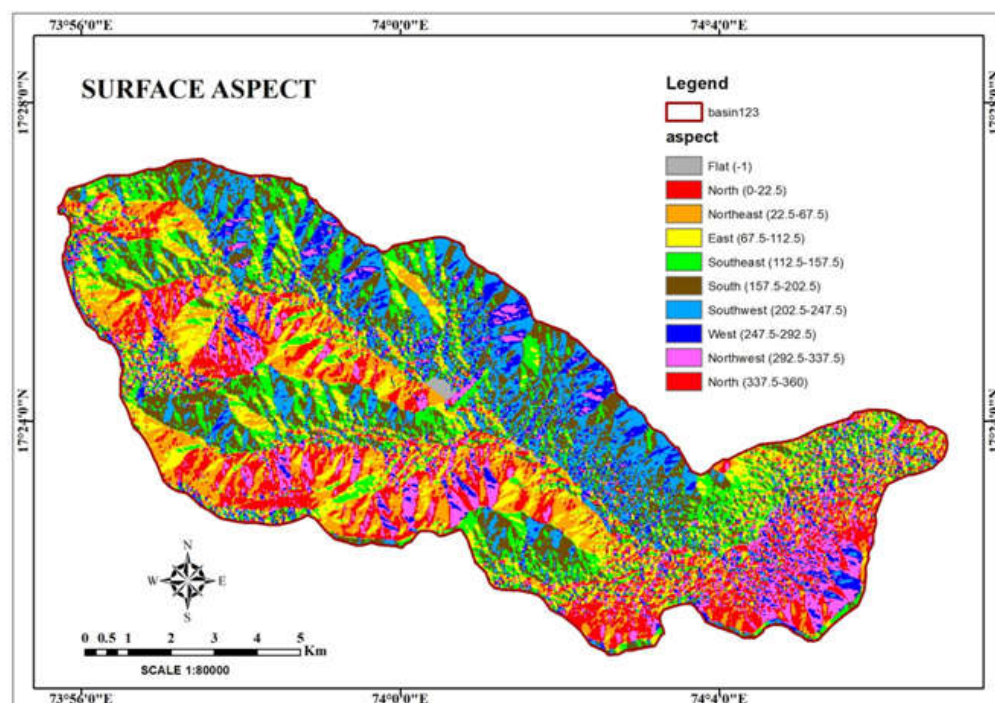 73°56'0"E 74°0'0"E 74°4'0"E
SURFACE ASPECT
Legend
basin123
aspect
Flat (-1)
North (0-22.5)
Northeast (22.5-67.5)
East (67.5-112.5)
Southeast (112.5-157.5)
South (157.5-202.5)
Southwest (202.5-247.5)
West (247.5-292.5)
Northwest (292.5-337.5)
North (337.5-360)
17°28'0"N
17°24'0"N
N
W E
S
0 0.5 1 2 3 4 5
Km
SCALE 1:80000
73°56'0"E 74°0'0"E 74°4'0"E